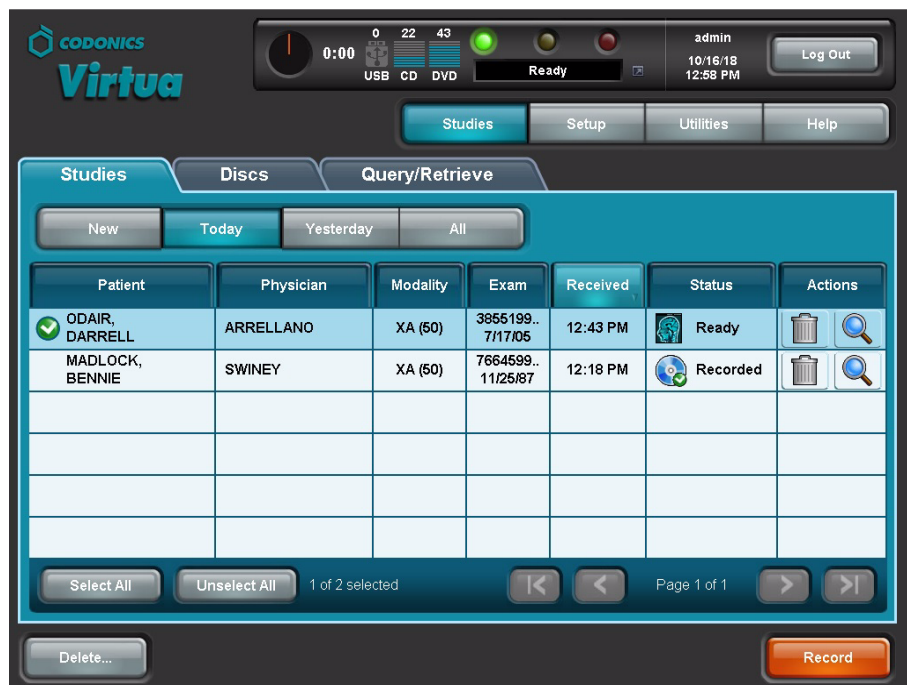 CODONICS
Virtua
0:00
0 22 43
USB CD DVD
Ready
admin
10/16/18
12:58 PM
Log Out
Studies Setup Utilities Help
Studies Discs Query/Retrieve
New Today Yesterday All
Patient Physician Modality Exam Received Status Actions
ODAIR,
DARRELL
ARRELLANO XA (50)
3855199..
7/17/05
12:43 PM Ready
MADLOCK,
BENNIE
SWINEY XA (50)
7664599..
11/25/87
12:18 PM Recorded
Select All Unselect All 1 of 2 selected Page 1 of 1
Delete... Record